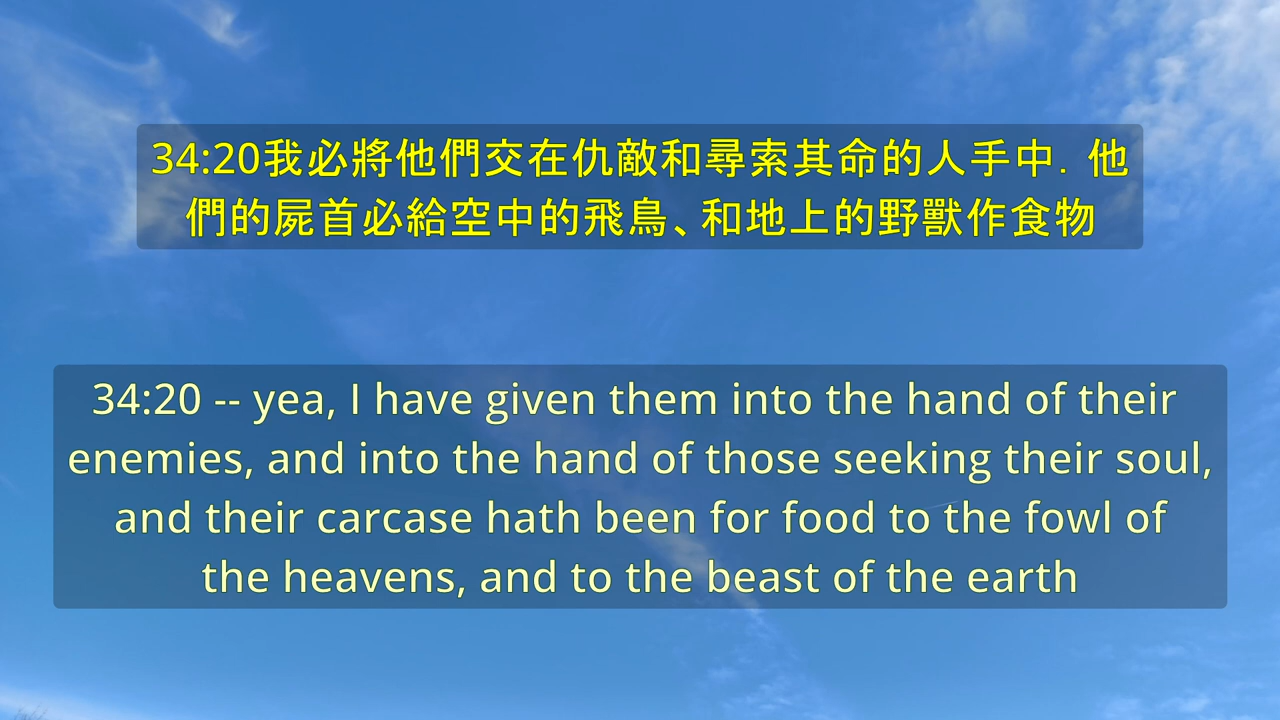 34:20我必將他們交在仇敵和尋索其命的人手中．他
們的屍首必給空中的飛鳥、和地上的野獸作食物
34:20 -- yea, I have given them into the hand of their
enemies, and into the hand of those seeking their soul,
and their carcase hath been for food to the fowl of
the heavens, and to the beast of the earth